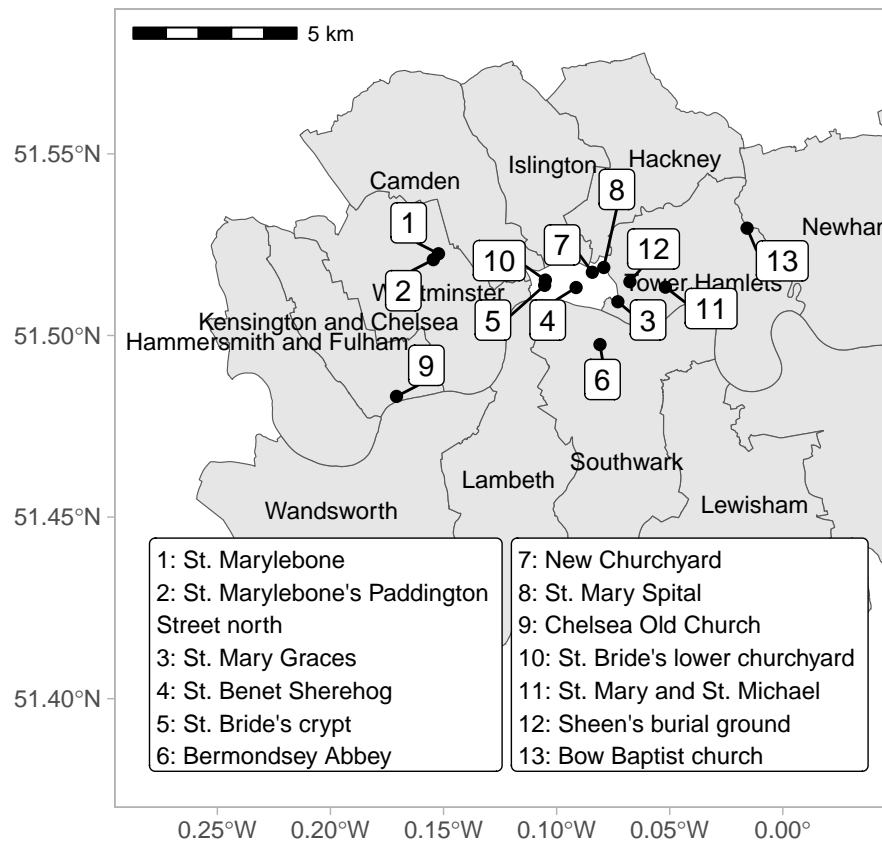 5 km
51.55°N
51.50°N
51.45°N
51.40°N
Hackney
Islington
Camden
8
1
Newham
7
12
10
13
2
Westminster
Tower Hamlets
11
Kensington and Chelsea
5
4
3
Hammersmith and Fulham
9
6
Southwark
Lambeth
Lewisham
Wandsworth
1: St. Marylebone
2: St. Marylebone's Paddington
Street north
3: St. Mary Graces
4: St. Benet Sherehog
5: St. Bride's crypt
6: Bermondsey Abbey
7: New Churchyard
8: St. Mary Spital
9: Chelsea Old Church
10: St. Bride's lower churchyard
11: St. Mary and St. Michael
12: Sheen's burial ground
13: Bow Baptist church
0.25°W
0.20°W
0.15°W
0.10°W
0.05°W
0.00°